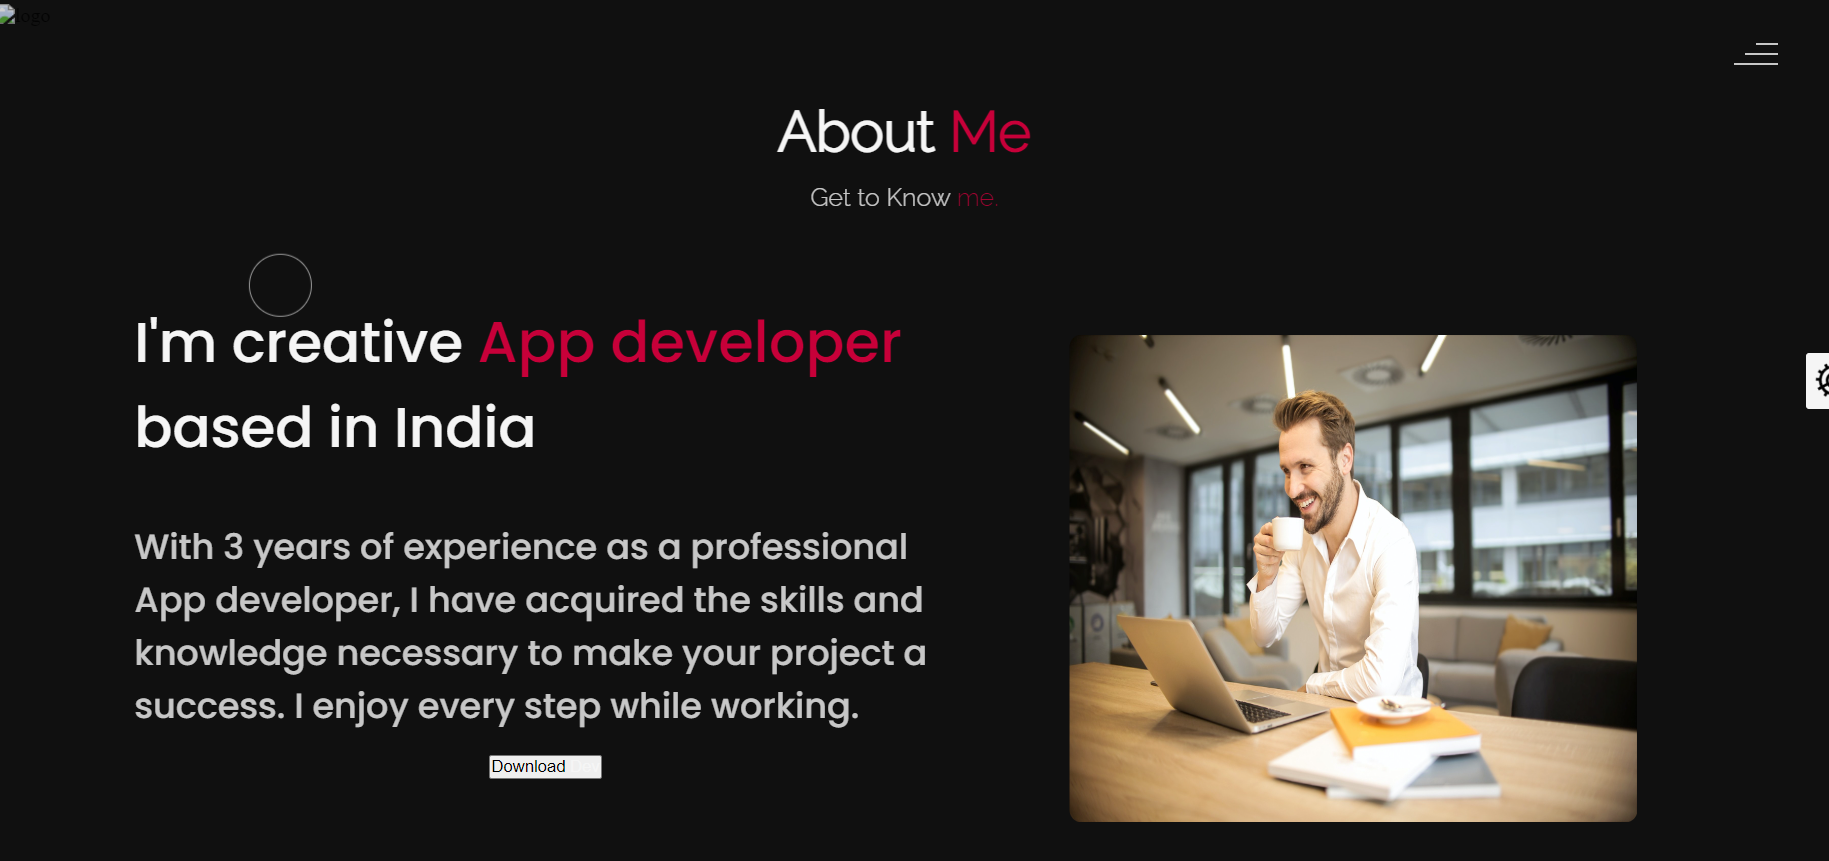 logo
About Me
Get to Know me.
I'm creative App developer
based in India
With 3 years of experience as a professional
App developer, I have acquired the skills and
knowledge necessary to make your project a
success. I enjoy every step while working.
Download